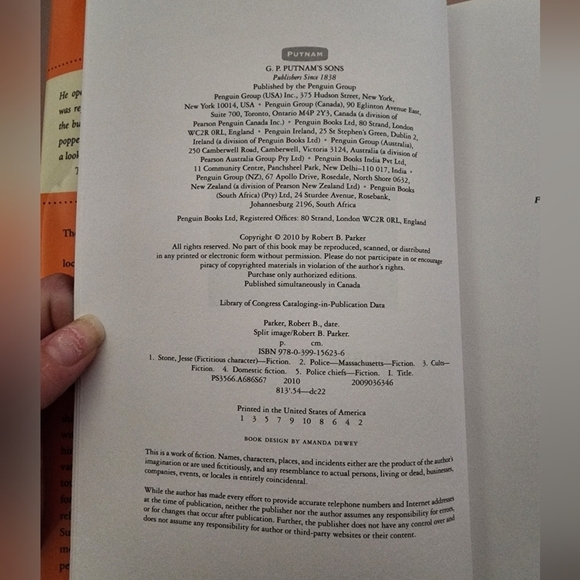 He ope
was re
the bu
poppe
a look
T
Th
loc
PUTNAM
G. P. PUTNAM'S SONS
Publishers Since 1838
Published by the Penguin Group
Penguin Group (USA) Inc., 375 Hudson Street, New York,
New York 10014, USA • Penguin Group (Canada), 90 Eglinton Avenue East,
Suite 700, Toronto, Ontario M4P 2Y3, Canada (a division of
Pearson Penguin Canada Inc.) • Penguin Books Ltd, 80 Strand, London
WC2R 0RL, England • Penguin Ireland, 25 St Stephen's Green, Dublin 2,
Ireland (a division of Penguin Books Ltd) • Penguin Group (Australia),
250 Camberwell Road, Camberwell, Victoria 3124, Australia (a division of
Pearson Australia Group Pty Ltd) • Penguin Books India Pvt Ltd,
11 Community Centre, Panchsheel Park, New Delhi–110 017, India •
Penguin Group (NZ), 67 Apollo Drive, Rosedale, North Shore 0632,
New Zealand (a division of Pearson New Zealand Ltd) • Penguin Books
(South Africa) (Pty) Ltd, 24 Sturdee Avenue, Rosebank,
Johannesburg 2196, South Africa
Penguin Books Ltd, Registered Offices: 80 Strand, London WC2R 0RL, England
Copyright © 2010 by Robert B. Parker
All rights reserved. No part of this book may be reproduced, scanned, or distributed
in any printed or electronic form without permission. Please do not participate in or encourage
piracy of copyrighted materials in violation of the author's rights.
Purchase only authorized editions.
Published simultaneously in Canada
Library of Congress Cataloging-in-Publication Data
Parker, Robert B., date.
Split image/Robert B. Parker.
p. cm.
ISBN 978-0-399-15623-6
1. Stone, Jesse (Fictitious character)—Fiction. 2. Police—Massachusetts—Fiction. 3. Cults—
Fiction. 4. Domestic fiction. 5. Police chiefs—Fiction. I. Title.
PS3566.A686S67 2010 2009036346
813'.54—dc22
Printed in the United States of America
1 3 5 7 9 10 8 6 4 2
BOOK DESIGN BY AMANDA DEWEY
This is a work of fiction. Names, characters, places, and incidents either are the product of the author's
imagination or are used fictitiously, and any resemblance to actual persons, living or dead, businesses,
companies, events, or locales is entirely coincidental.
While the author has made every effort to provide accurate telephone numbers and Internet addresses
at the time of publication, neither the publisher nor the author assumes any responsibility for errors,
or for changes that occur after publication. Further, the publisher does not have any control over and
does not assume any responsibility for author or third-party websites or their content.
F